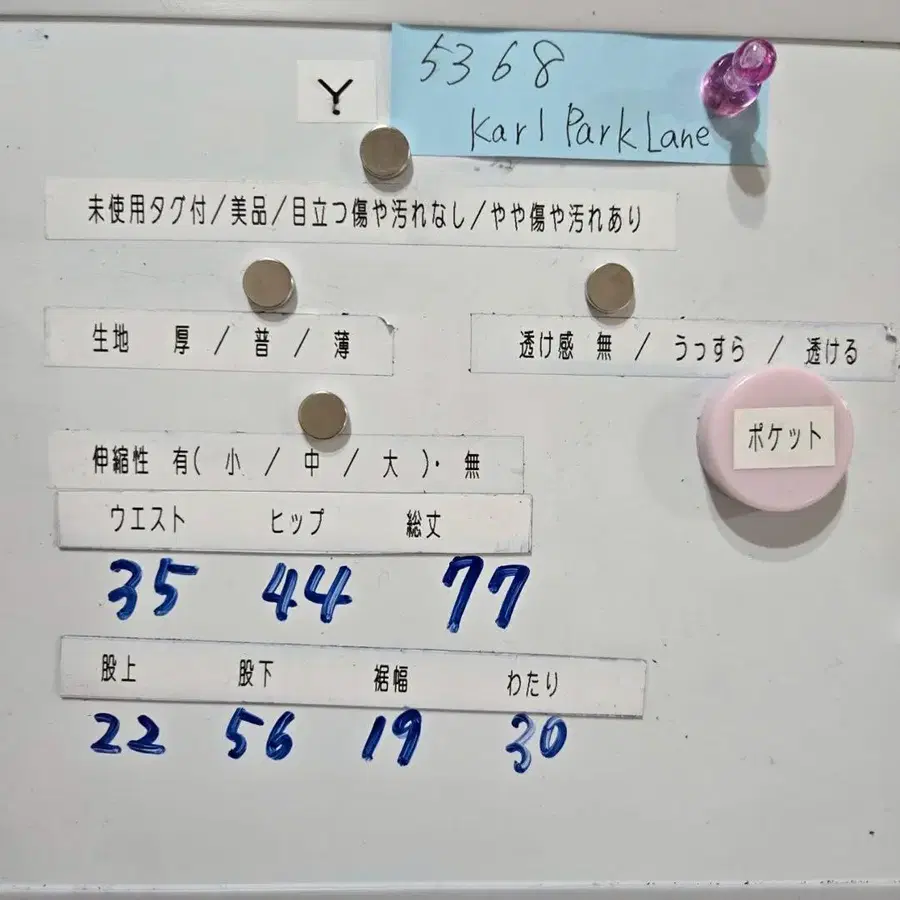 5368
Y
Karl Park Lane
未使用タグ付/美品/目立つ傷や汚れなし/やや傷や汚れあり
生地 厚 / 普 / 薄
透け感 無 / うっすら / 透ける
ポケット
伸縮性 有( 小 / 中 / 大 )・ 無
ウエスト ヒップ 総丈
35 44 77
股上 股下 裾幅 わたり
22 56 19 30